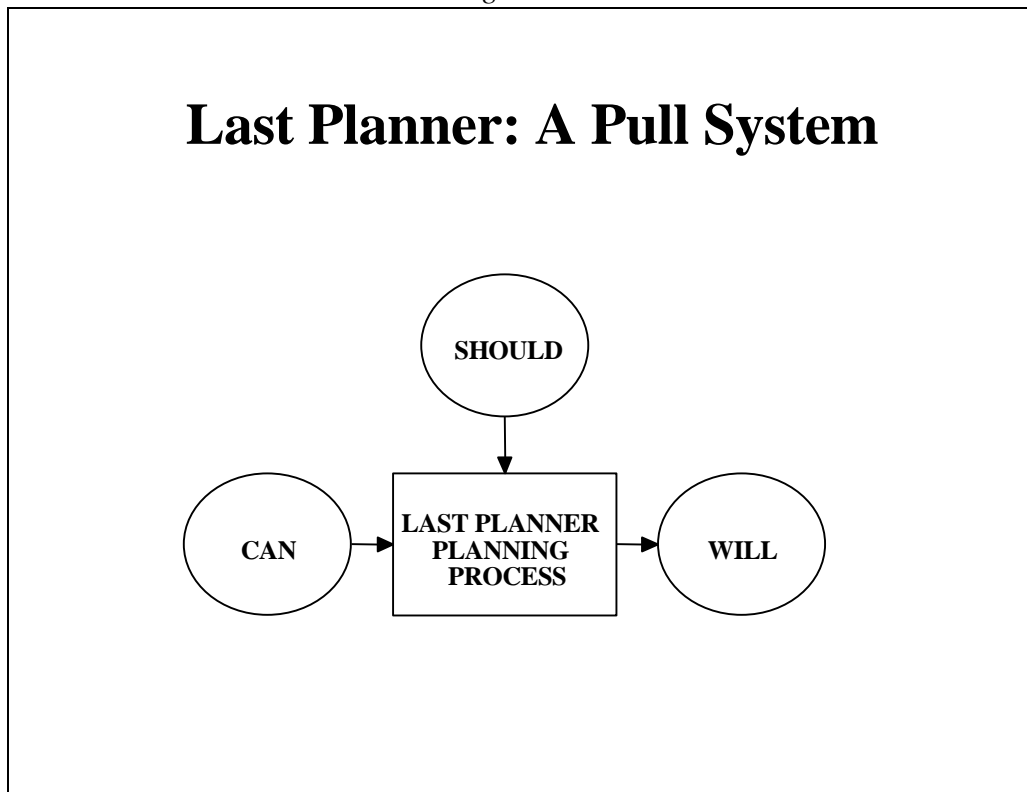 Last Planner: A Pull System
SHOULD
CAN
LAST PLANNER
PLANNING
PROCESS
WILL